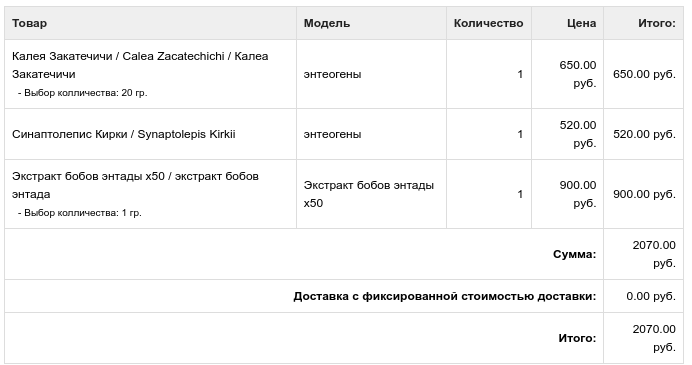 Товар Модель Количество Цена Итого:
Калея Закатечичи / Calea Zacatechichi / Калеа
Закатечичи
- Выбор колличества: 20 гр.
энтеогены 1 650.00
руб. 650.00 руб.
Синаптолепис Кирки / Synaptolepis Kirkii энтеогены 1 520.00
руб. 520.00 руб.
Экстракт бобов энтады x50 / экстракт бобов
энтада
- Выбор колличества: 1 гр.
Экстракт бобов энтады
x50
1 900.00
руб. 900.00 руб.
Сумма: 2070.00
руб.
Доставка с фиксированной стоимостью доставки: 0.00 руб.
Итого: 2070.00
руб.